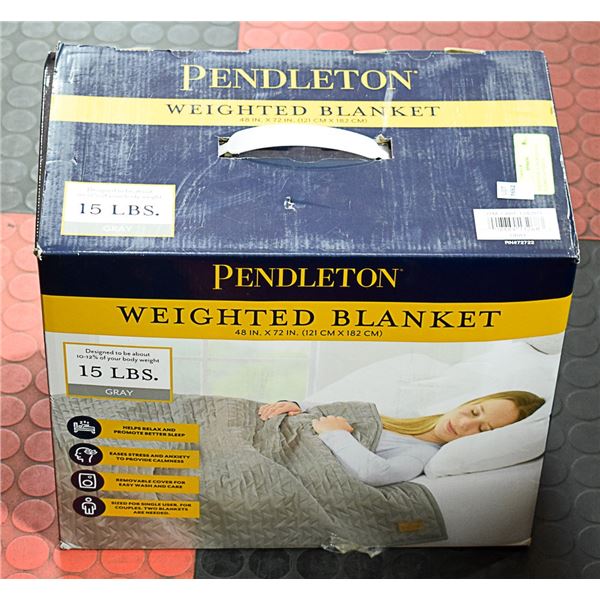 PENDLETON
WEIGHTED BLANKET
48 IN. X 72 IN. (121 CM X 182 CM)
15 LBS.
GRAY
RN#72722
PENDLETON
WEIGHTED BLANKET
48 IN. X 72 IN. (121 CM X 182 CM)
Designed to be about
10-12% of your body weight
15 LBS.
GRAY
HELPS RELAX AND
PROMOTE BETTER SLEEP
EASES STRESS AND ANXIETY
TO PROVIDE CALMNESS
REMOVABLE COVER FOR
EASY WASH AND CARE
SIZED FOR SINGLE USER. FOR
COUPLES, TWO BLANKETS
ARE NEEDED.